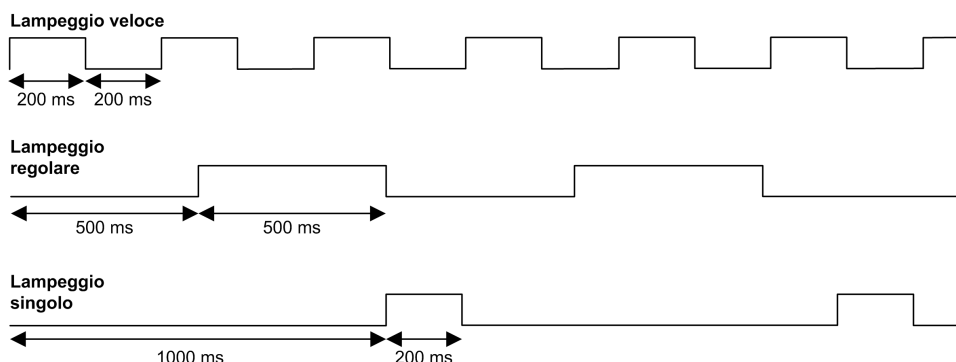 Lampeggio veloce
200 ms 200 ms
Lampeggio
regolare
500 ms 500 ms
Lampeggio
singolo
1000 ms 200 ms